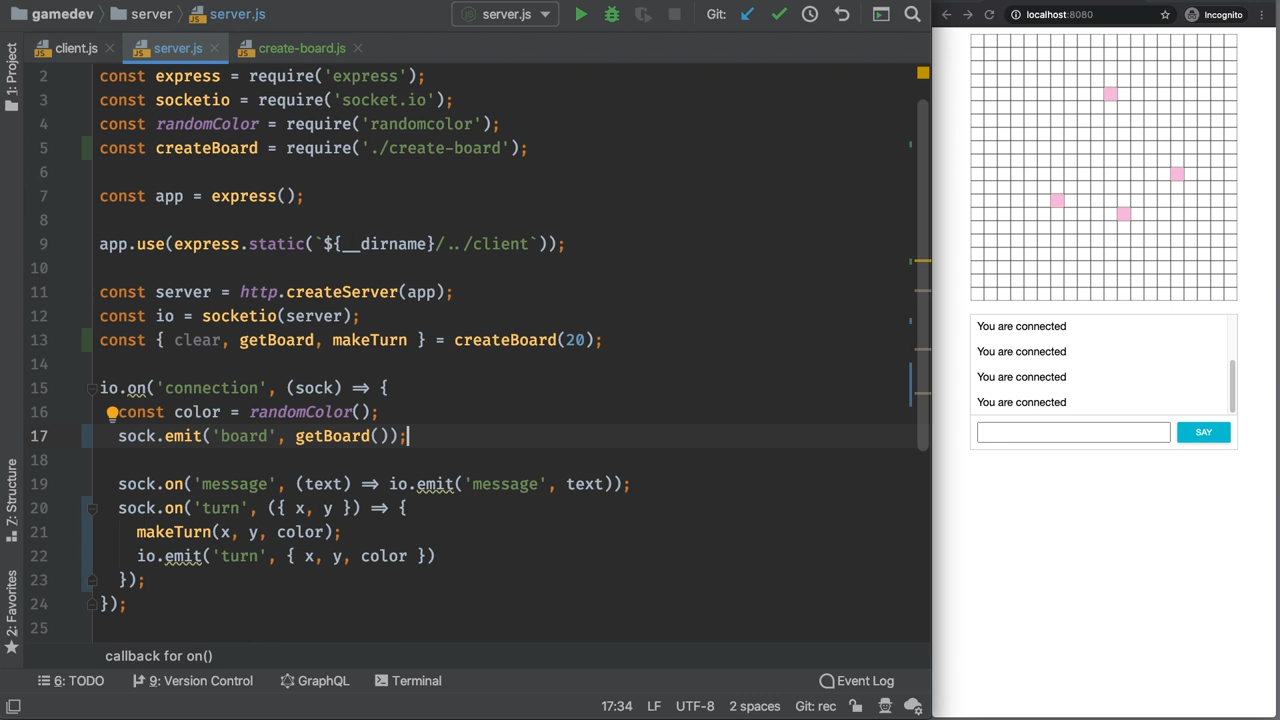 gamedev server server.js
server.js Git:
localhost:8080 Incognito
client.js server.js create-board.js
1: Project
7: Structure
2: Favorites
2 const express = require('express');
3 const socketio = require('socket.io');
4 const randomColor = require('randomcolor');
5 const createBoard = require('./create-board');
6
7 const app = express();
8
9 app.use(express.static(`${__dirname}/../client`));
10
11 const server = http.createServer(app);
12 const io = socketio(server);
13 const { clear, getBoard, makeTurn } = createBoard(20);
14
15 io.on('connection', (sock) => {
16 const color = randomColor();
17 sock.emit('board', getBoard());
18
19 sock.on('message', (text) => io.emit('message', text));
20 sock.on('turn', ({ x, y }) => {
21 makeTurn(x, y, color);
22 io.emit('turn', { x, y, color })
23 });
24 });
25
callback for on()
6: TODO 9: Version Control GraphQL Terminal Event Log
17:34 LF UTF-8 2 spaces Git: rec
You are connected
You are connected
You are connected
You are connected
SAY